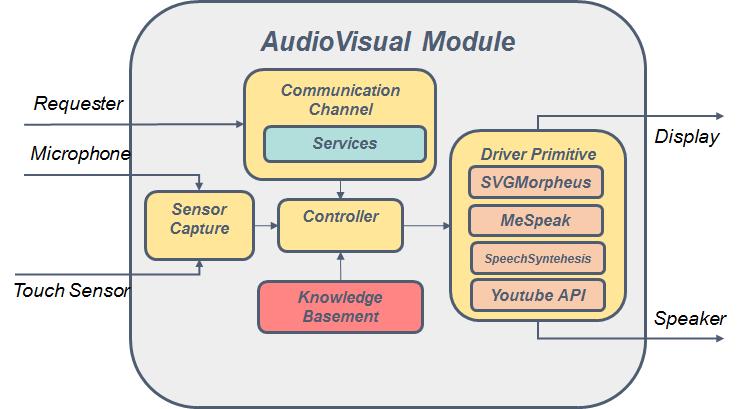 AudioVisual Module
Requester
Communication
Channel
Services
Microphone
Display
Driver Primitive
SVGMorpheus
Sensor
Capture
Controller
MeSpeak
SpeechSyntehesis
Touch Sensor
Knowledge
Basement
Youtube API
Speaker